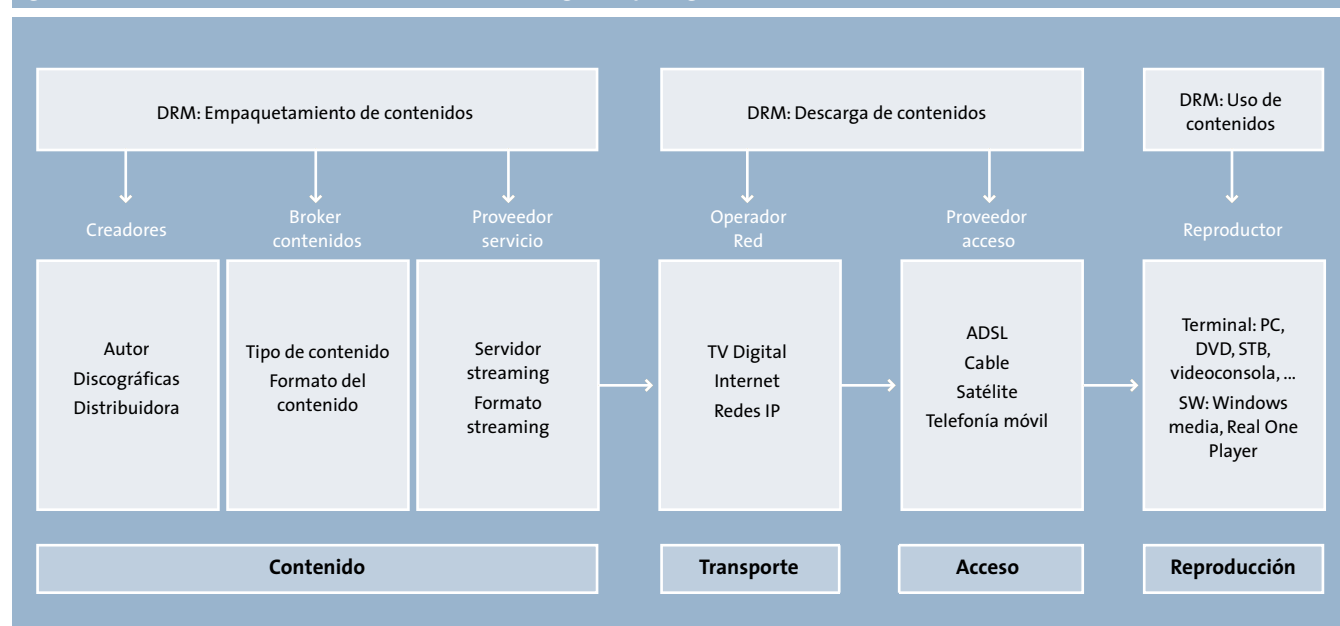 DRM: Empaquetamiento de contenidos
DRM: Descarga de contenidos
DRM: Uso de
contenidos
Creadores
Broker
contenidos
Proveedor
servicio
Operador
Red
Proveedor
acceso
Reproductor
Autor
Discográficas
Distribuidora
Tipo de contenido
Formato del
contenido
Servidor
streaming
Formato
streaming
TV Digital
Internet
Redes IP
ADSL
Cable
Satélite
Telefonía móvil
Terminal: PC,
DVD, STB,
videoconsola, ...
SW: Windows
media, Real One
Player
Contenido
Transporte
Acceso
Reproducción